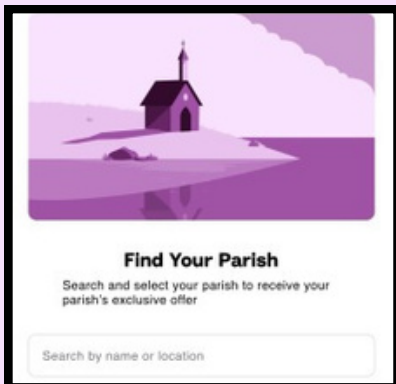 Find Your Parish
Search and select your parish to receive your
parish's exclusive offer
Search by name or location